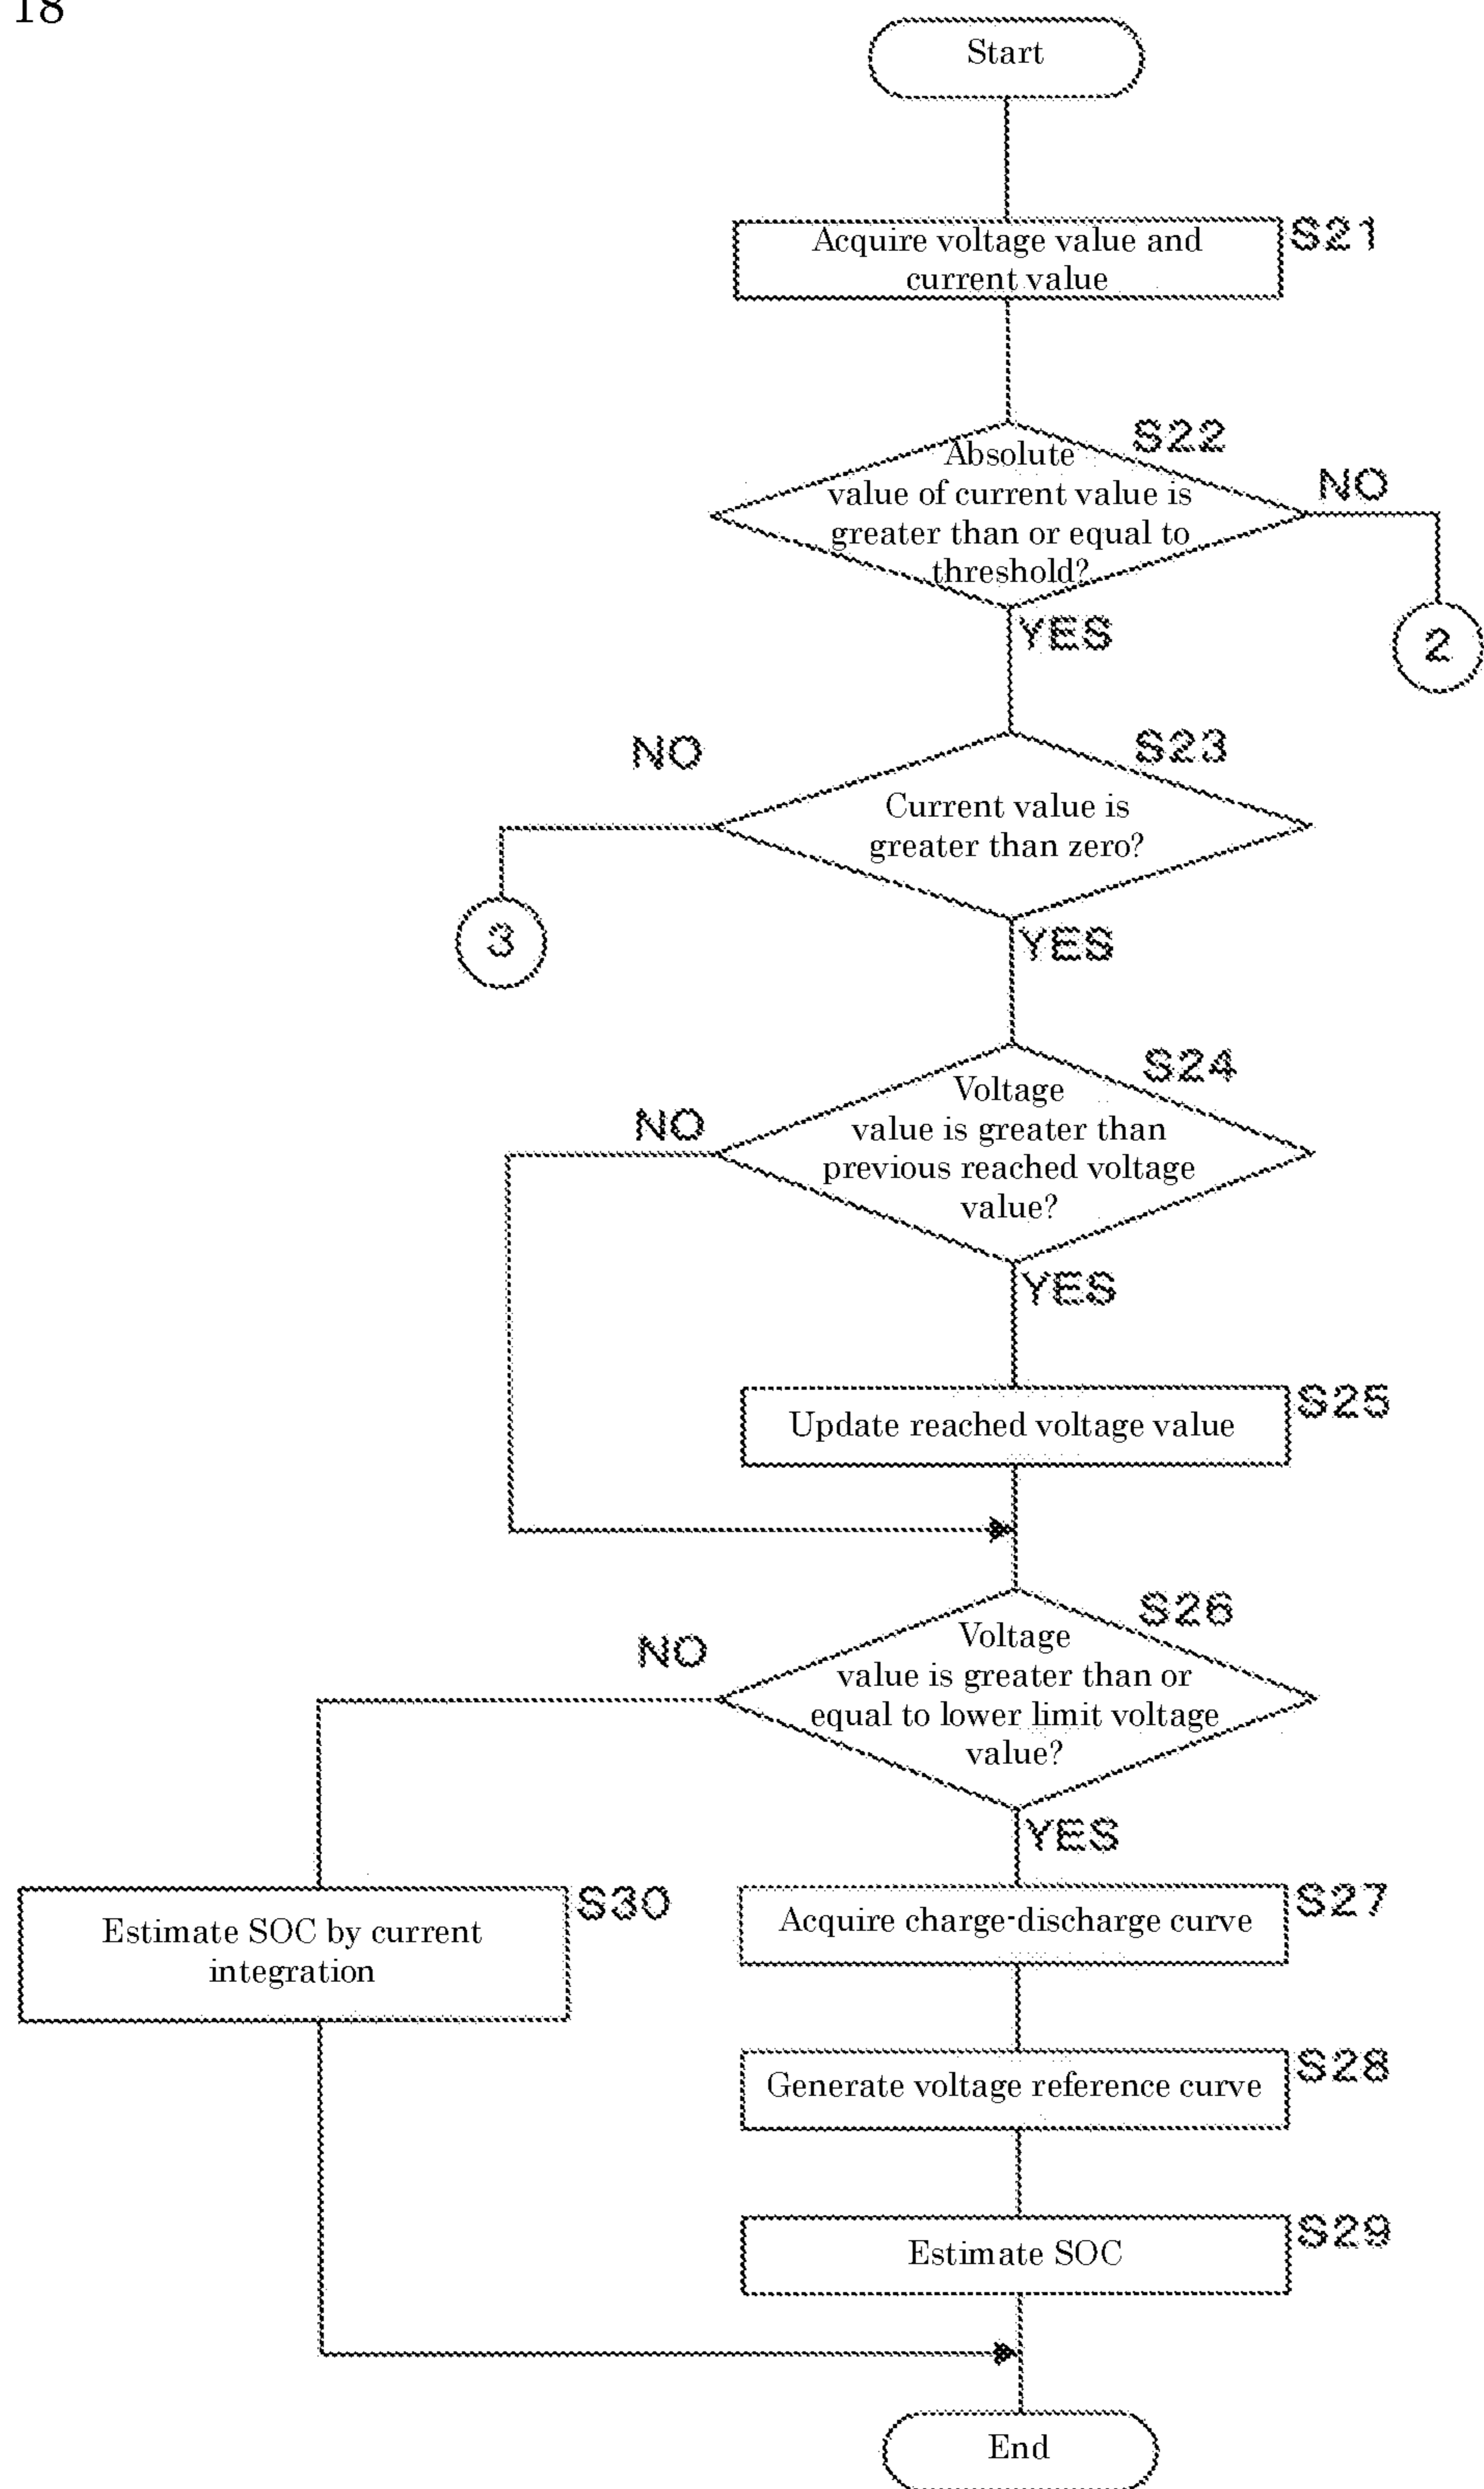 18
Start
Acquire voltage value and
current value
S21
Absolute
value of current value is
greater than or equal to
threshold?
S22
NO
2
YES
Current value is
greater than zero?
S23
NO
3
YES
Voltage
value is greater than
previous reached voltage
value?
S24
NO
YES
Update reached voltage value
S25
Voltage
value is greater than or
equal to lower limit voltage
value?
S26
NO
YES
Estimate SOC by current
integration
S30
Acquire charge-discharge curve
S27
Generate voltage reference curve
S28
Estimate SOC
S29
End